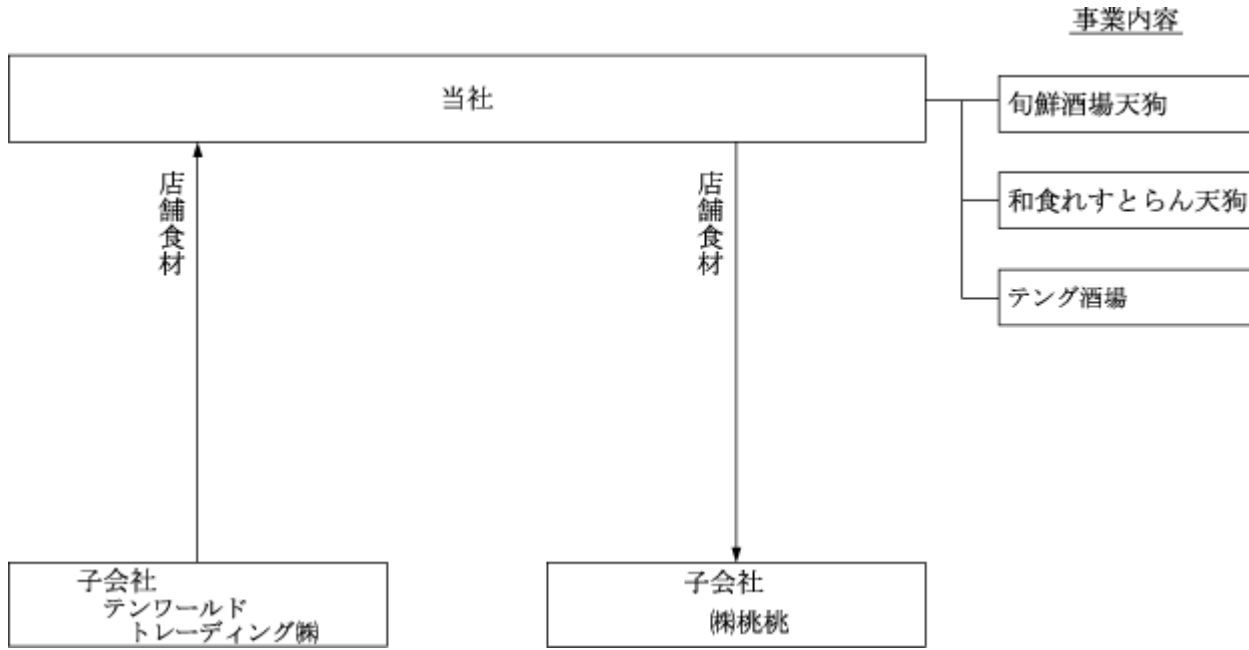 事業内容
当社
旬鮮酒場天狗
和食れすとらん天狗
テング酒場
店舗食材
店舗食材
子会社
テンワールド
トレーディング㈱
子会社
㈱桃桃